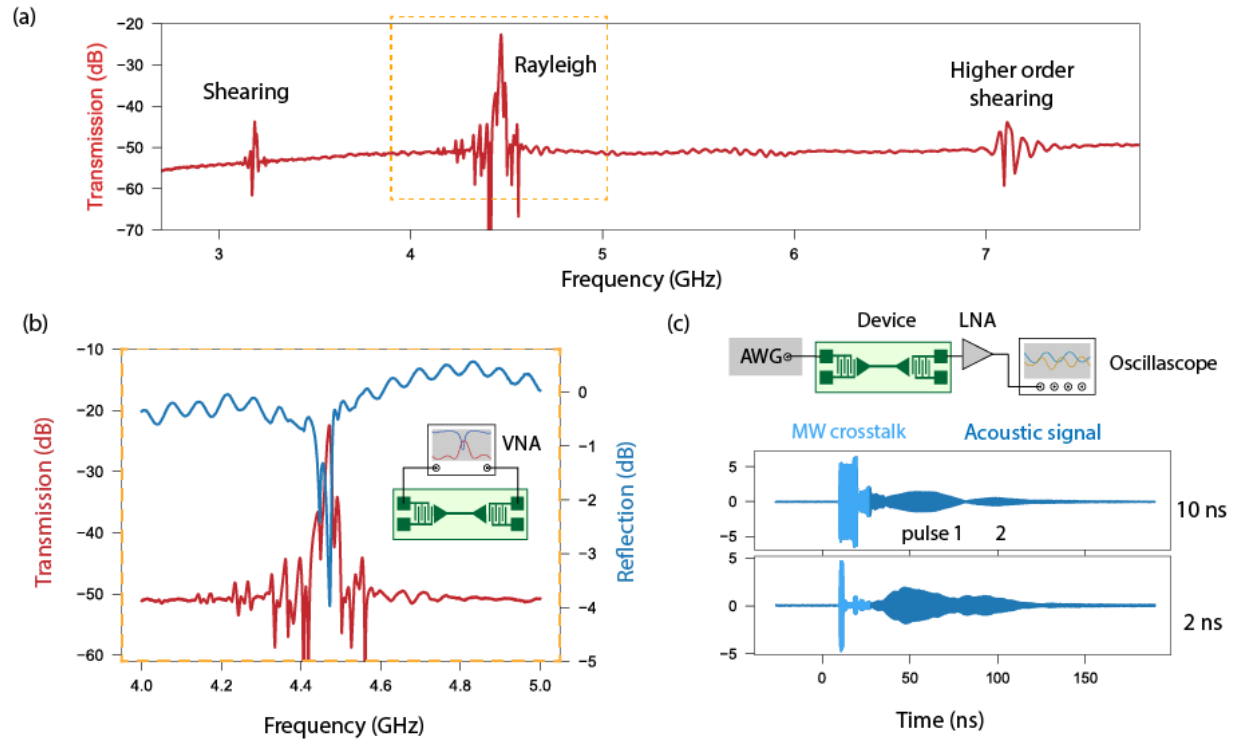 (a)
Transmission (dB)
−20
−30
−40
−50
−60
−70
Shearing
Rayleigh
Higher order
shearing
3
4
5
6
7
Frequency (GHz)
(b)
Transmission (dB)
−10
−20
−30
−40
−50
−60
VNA
0
−1
−2
−3
−4
−5
Reflection (dB)
4.0
4.2
4.4
4.6
4.8
5.0
Frequency (GHz)
(c)
Device
LNA
AWG
Oscillascope
MW crosstalk
Acoustic signal
5
0
−5
pulse 1
2
10 ns
5
0
−5
2 ns
0
50
100
150
Time (ns)